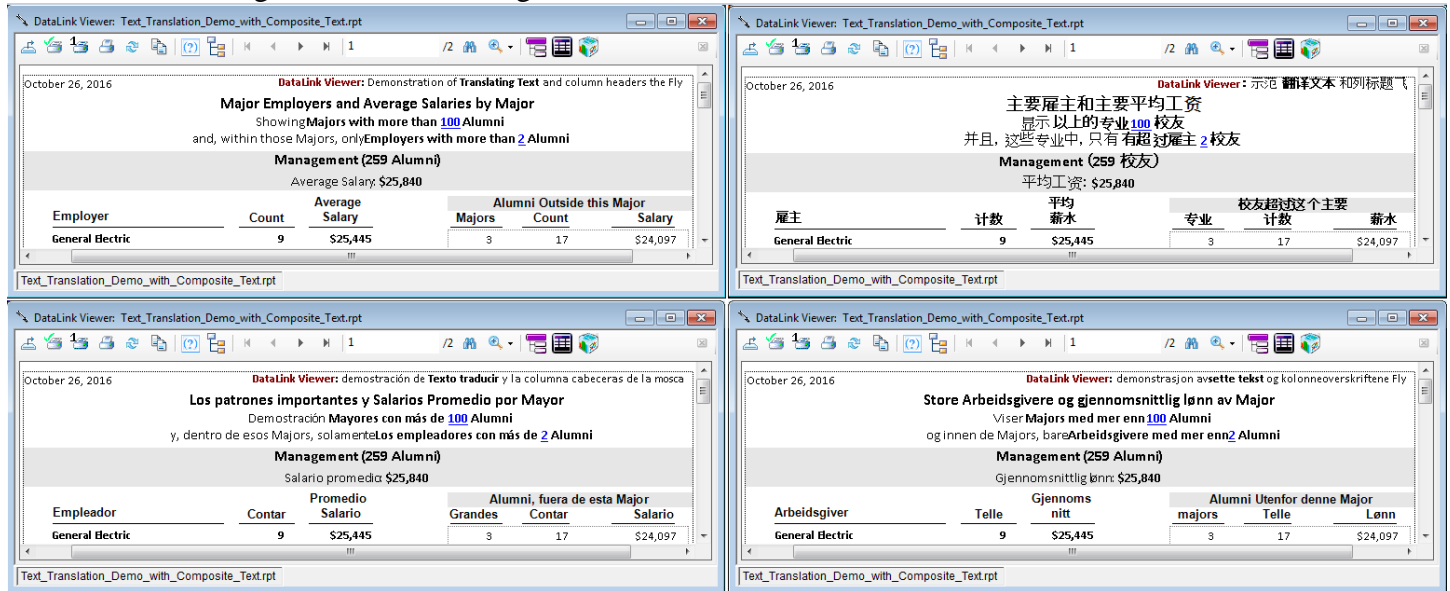 DataLink Viewer: Text_Translation_Demo_with_Composite_Text.rpt
1 /2
October 26, 2016 DataLink Viewer: Demonstration of Translating Text and column headers the Fly
Major Employers and Average Salaries by Major
Showing Majors with more than 100 Alumni
and, within those Majors, only Employers with more than 2 Alumni
Management (259 Alumni)
Average Salary: $25,840
Average Alumni Outside this Major
Employer Count Salary Majors Count Salary
General Electric 9 $25,445 3 17 $24,097
Text_Translation_Demo_with_Composite_Text.rpt
DataLink Viewer: Text_Translation_Demo_with_Composite_Text.rpt
1 /2
October 26, 2016 DataLink Viewer: 示范 翻译文本 和列标题飞
主要雇主和主要平均工资
显示 以上的专业 100 校友
并且, 这些专业中, 只有 有超过雇主 2 校友
Management (259 校友)
平均工资: $25,840
平均 校友超过这个主要
雇主 计数 薪水 专业 计数 薪水
General Electric 9 $25,445 3 17 $24,097
Text_Translation_Demo_with_Composite_Text.rpt
DataLink Viewer: Text_Translation_Demo_with_Composite_Text.rpt
1 /2
October 26, 2016 DataLink Viewer: demostración de Texto traducir y la columna cabeceras de la mosca
Los patrones importantes y Salarios Promedio por Mayor
Demostración Mayores con más de 100 Alumni
y, dentro de esos Majors, solamente Los empleadores con más de 2 Alumni
Management (259 Alumni)
Salario promedio: $25,840
Promedio Alumni, fuera de esta Major
Empleador Contar Salario Grandes Contar Salario
General Electric 9 $25,445 3 17 $24,097
Text_Translation_Demo_with_Composite_Text.rpt
DataLink Viewer: Text_Translation_Demo_with_Composite_Text.rpt
1 /2
October 26, 2016 DataLink Viewer: demonstrasjon av sette tekst og kolonneoverskriftene Fly
Store Arbeidsgivere og gjennomsnittlig lønn av Major
Viser Majors med mer enn 100 Alumni
og innen de Majors, bare Arbeidsgivere med mer enn 2 Alumni
Management (259 Alumni)
Gjennomsnittlig lønn: $25,840
Gjennoms Alumni Utenfor denne Major
Arbeidsgiver Telle nitt majors Telle Lønn
General Electric 9 $25,445 3 17 $24,097
Text_Translation_Demo_with_Composite_Text.rpt